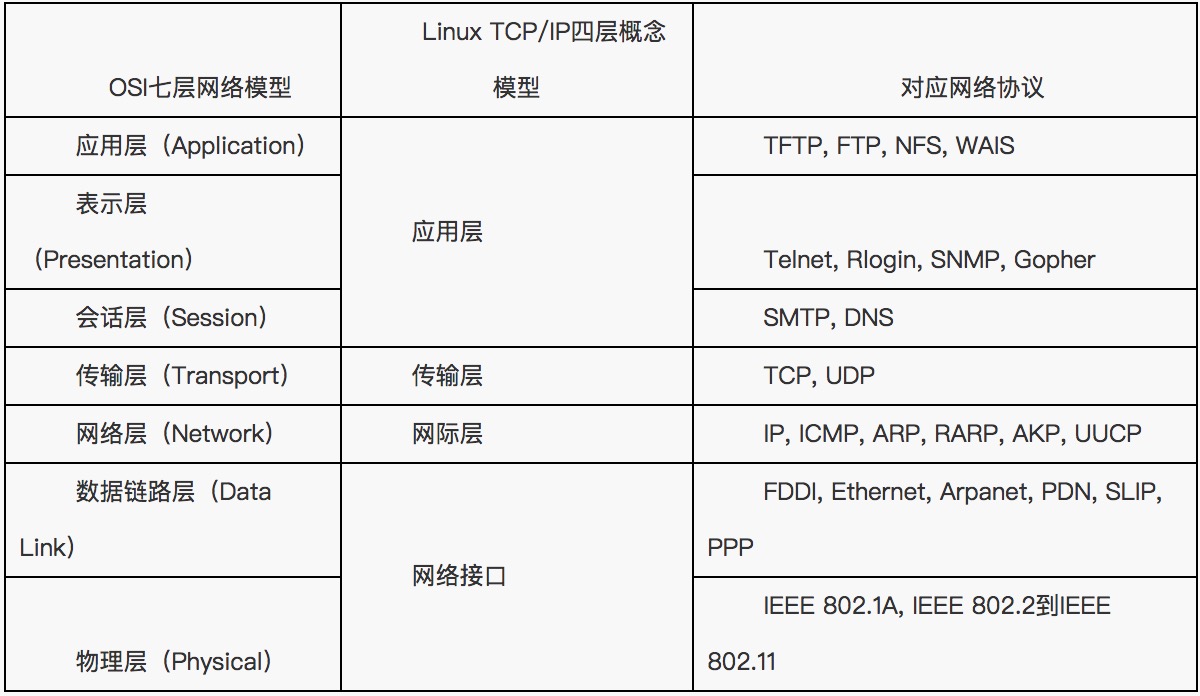 OSI七层网络模型
Linux TCP/IP四层概念
模型
对应网络协议
应用层（Application）
应用层
TFTP, FTP, NFS, WAIS
表示层
（Presentation）
Telnet, Rlogin, SNMP, Gopher
会话层（Session）
SMTP, DNS
传输层（Transport）
传输层
TCP, UDP
网络层（Network）
网际层
IP, ICMP, ARP, RARP, AKP, UUCP
数据链路层（Data
Link）
网络接口
FDDI, Ethernet, Arpanet, PDN, SLIP,
PPP
物理层（Physical）
IEEE 802.1A, IEEE 802.2到IEEE
802.11